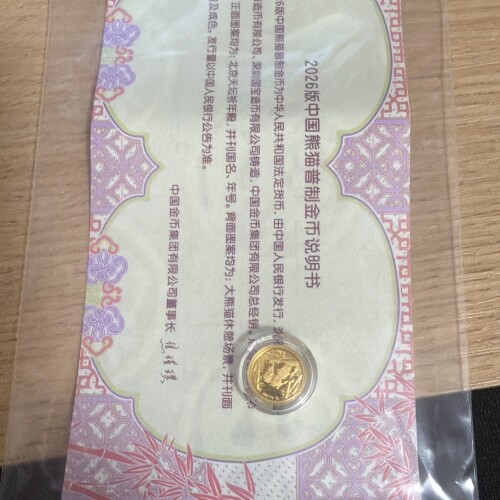 2026版中国熊猫普制金币说明书
26版中国熊猫普制金币为中华人民共和国法定货币，由中国人民银行发行，
造币有限公司、深圳国宝造币有限公司铸造，中国金币集团有限公司总经销。
正面图案均为：北京天坛祈年殿，并刊国名、年号。背面图案均为：大熊猫休憩场景，并刊面
及成色。发行量以中国人民银行公告为准。
中国金币集团有限公司董事长